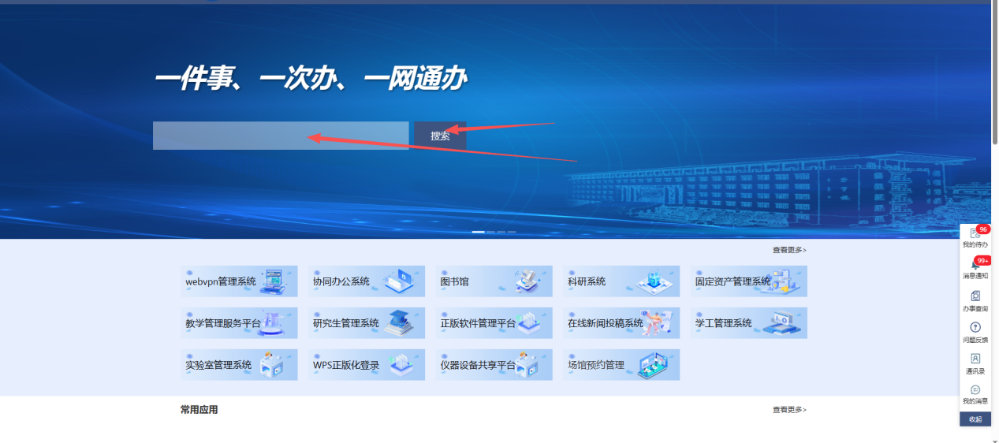 一件事、一次办、一网通办
搜索
查看更多>
webvpn管理系统
协同办公系统
图书馆
科研系统
固定资产管理系统
教学管理服务平台
研究生管理系统
正版软件管理平台
在线新闻投稿系统
学工管理系统
实验室管理系统
WPS正版化登录
仪器设备共享平台
场馆预约管理
常用应用
查看更多>
96
我的待办
99+
消息通知
办事查询
问题反馈
通讯录
我的消息
收起